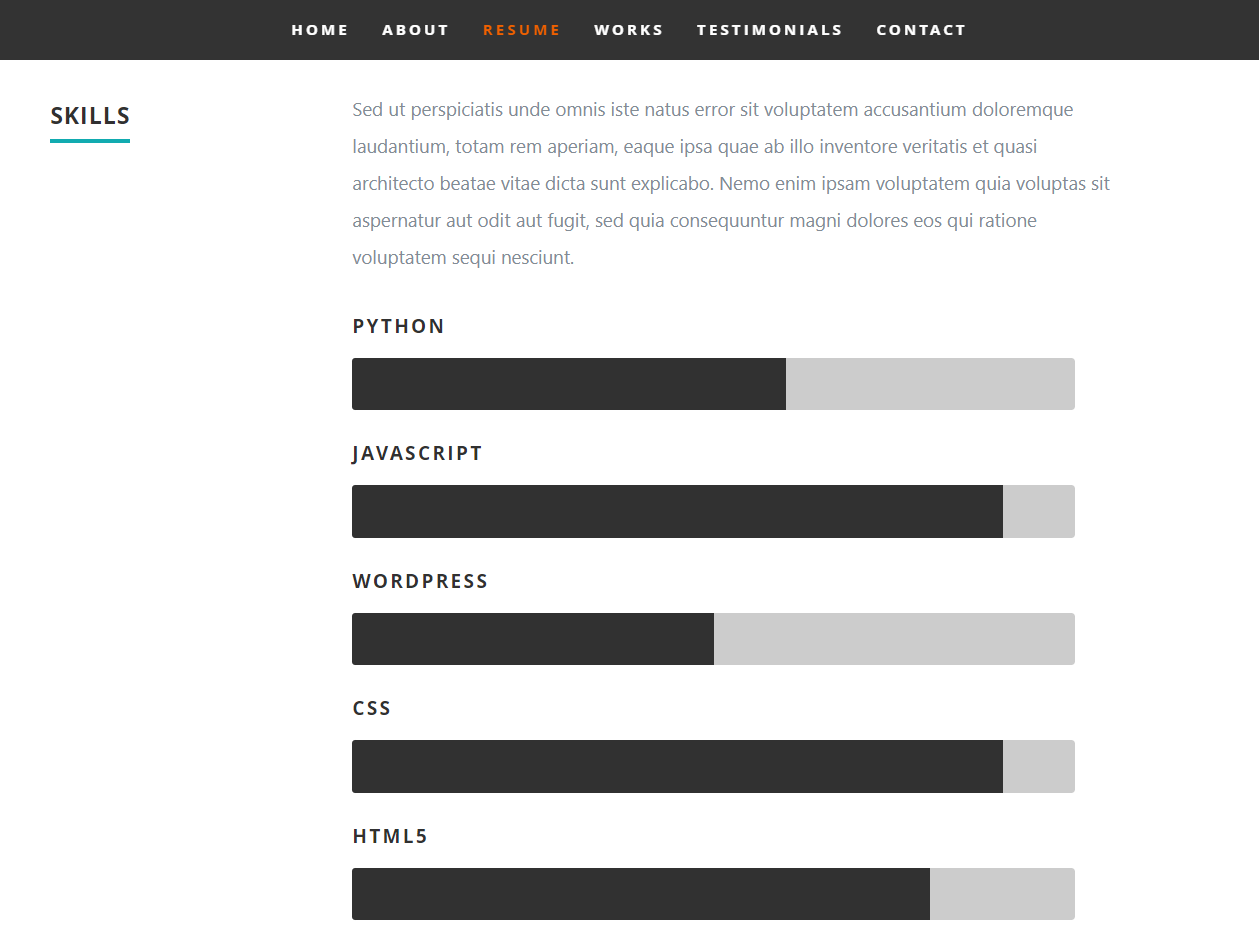 HOME ABOUT RESUME WORKS TESTIMONIALS CONTACT
SKILLS
Sed ut perspiciatis unde omnis iste natus error sit voluptatem accusantium doloremque
laudantium, totam rem aperiam, eaque ipsa quae ab illo inventore veritatis et quasi
architecto beatae vitae dicta sunt explicabo. Nemo enim ipsam voluptatem quia voluptas sit
aspernatur aut odit aut fugit, sed quia consequuntur magni dolores eos qui ratione
voluptatem sequi nesciunt.
PYTHON
JAVASCRIPT
WORDPRESS
CSS
HTML5